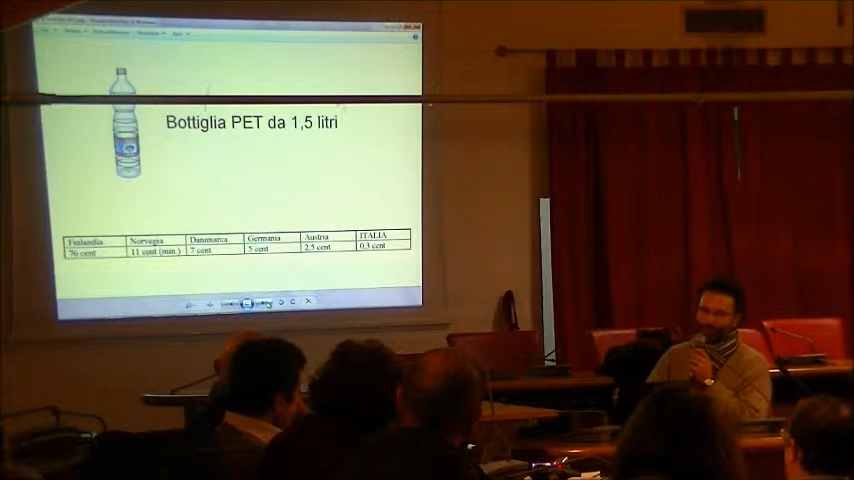 Bottiglia PET da 1,5 litri
Finlandia Norvegia Danimarca Germania Austria ITALIA
76 cent 11 cent (min.) 7 cent 5 cent 2,5 cent 0,3 cent